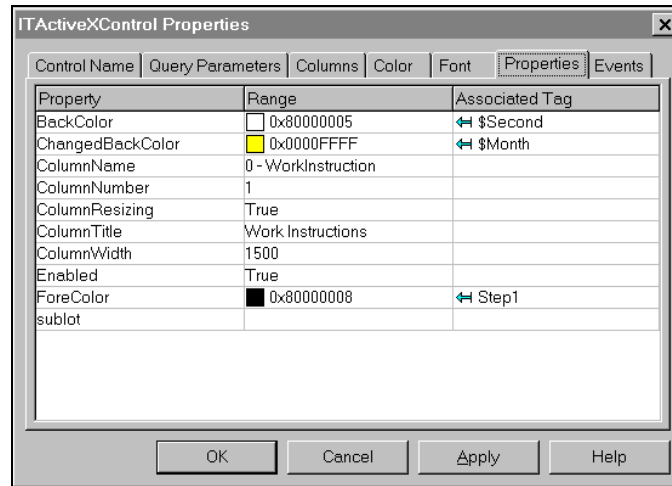 ITActiveXControl Properties
Control Name Query Parameters Columns Color Font Properties Events
Property Range Associated Tag
BackColor 0x80000005 $Second
ChangedBackColor 0x0000FFFF $Month
ColumnName 0 - WorkInstruction
ColumnNumber 1
ColumnResizing True
ColumnTitle Work Instructions
ColumnWidth 1500
Enabled True
ForeColor 0x80000008 Step1
sublot
OK Cancel Apply Help